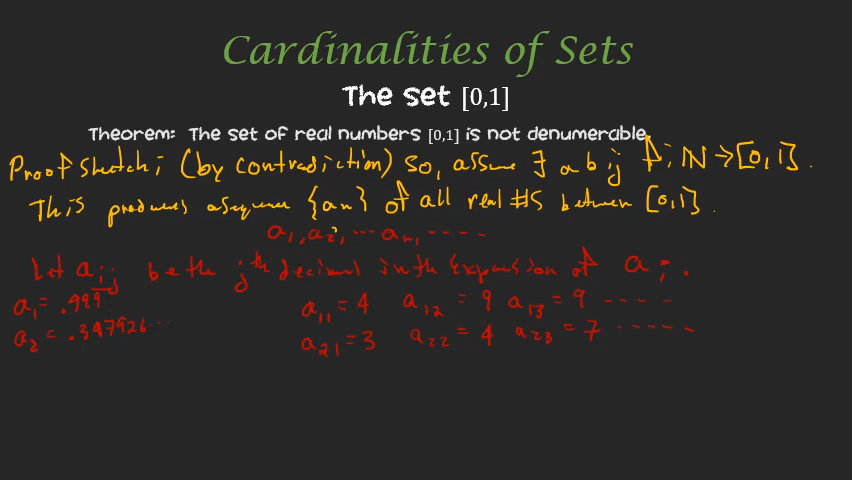 Cardinalities of Sets
The set [0,1]
Theorem: The set of real numbers [0,1] is not denumerable.
Proof Sketch: (by contradiction) So, assume ∃ a bij f: ℕ → [0,1].
This produces a sequence {an} of all real #s between [0,1].
a₁, a₂, ... aₙ, ....
Let aᵢⱼ be the jth decimal in the expansion of aᵢ.
a₁ = .499 a₁₁ = 4 a₁₂ = 9 a₁₃ = 9 -----
a₂ = .347926... a₂₁ = 3 a₂₂ = 4 a₂₃ = 7 ......